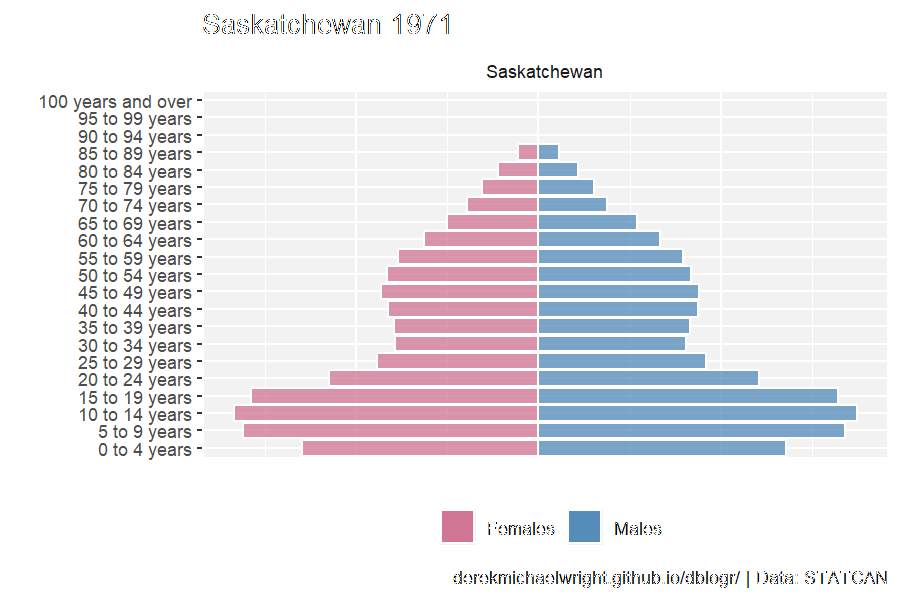 Saskatchewan 1971
Saskatchewan
100 years and over
95 to 99 years
90 to 94 years
85 to 89 years
80 to 84 years
75 to 79 years
70 to 74 years
65 to 69 years
60 to 64 years
55 to 59 years
50 to 54 years
45 to 49 years
40 to 44 years
35 to 39 years
30 to 34 years
25 to 29 years
20 to 24 years
15 to 19 years
10 to 14 years
5 to 9 years
0 to 4 years
Females Males
derekmichaelwright.github.io/dblogr/ | Data: STATCAN